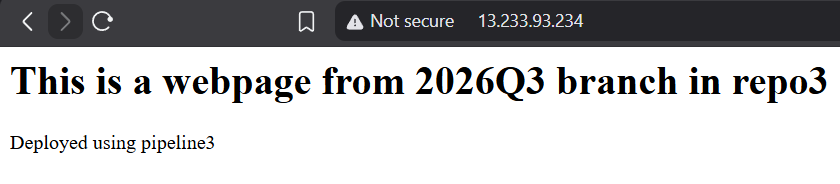 Not secure 13.233.93.234
This is a webpage from 2026Q3 branch in repo3
Deployed using pipeline3